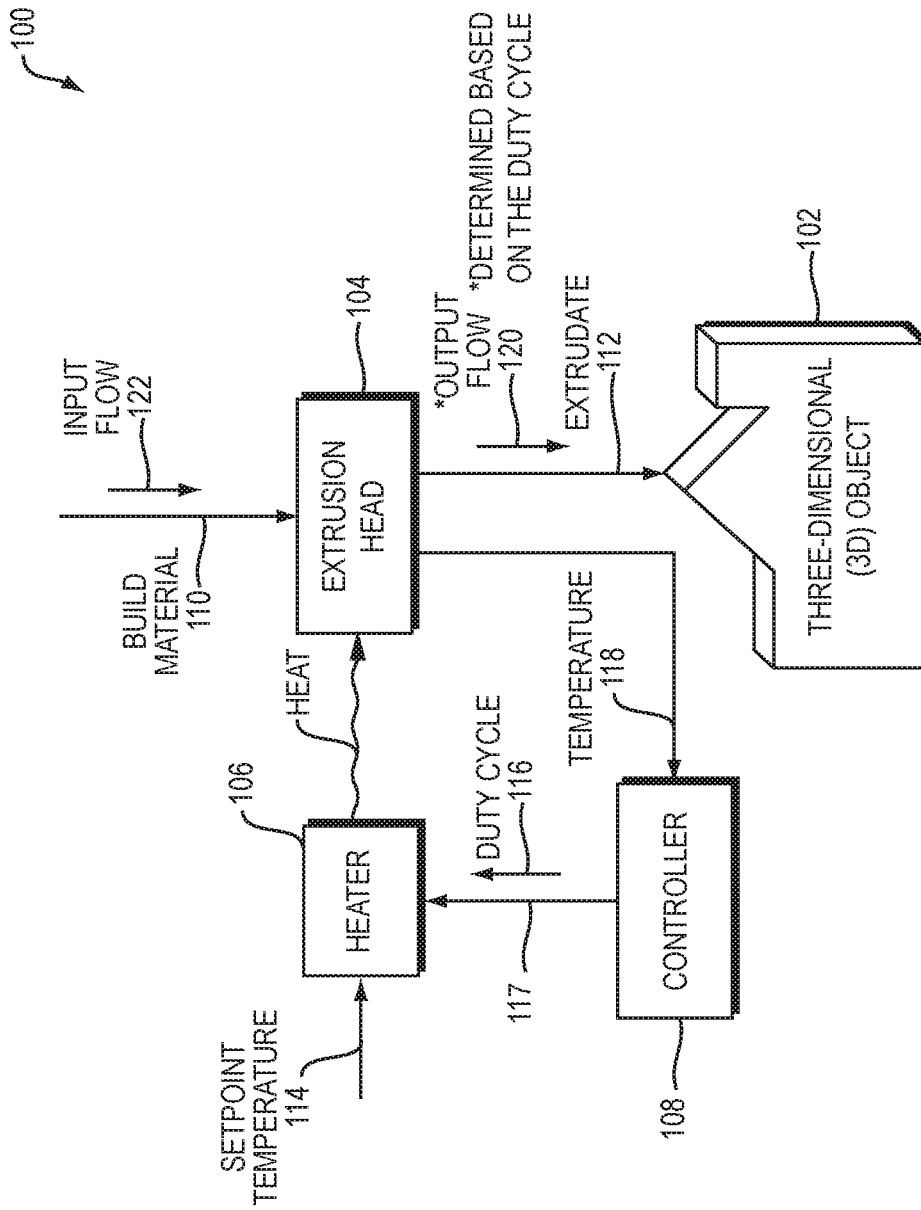 100
INPUT
FLOW
122
BUILD
MATERIAL
110
104
EXTRUSION
HEAD
HEAT
106
HEATER
SETPOINT
TEMPERATURE
114
DUTY CYCLE
116
117
CONTROLLER
108
TEMPERATURE
118
*OUTPUT
FLOW
120
*DETERMINED BASED
ON THE DUTY CYCLE
EXTRUDATE
112
102
THREE-DIMENSIONAL
(3D) OBJECT